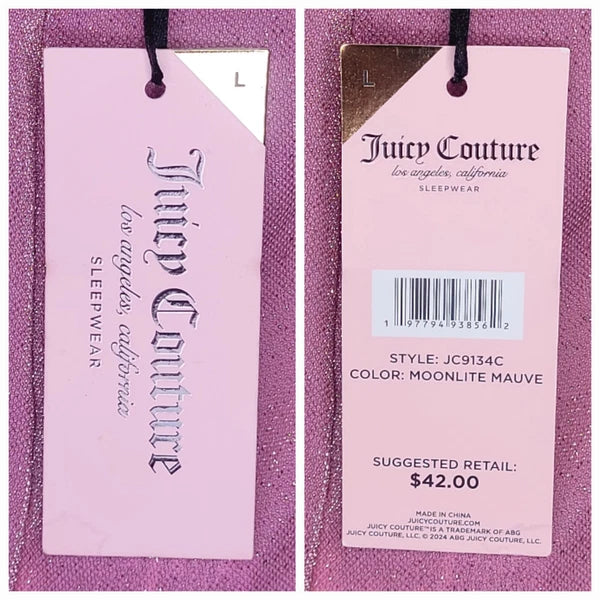 L
Juicy Couture
los angeles, california
SLEEPWEAR
L
Juicy Couture
los angeles, california
SLEEPWEAR
1 97794 93856 2
STYLE: JC9134C
COLOR: MOONLITE MAUVE
SUGGESTED RETAIL:
$42.00
MADE IN CHINA
JUICYCOUTURE.COM
JUICY COUTURE™ IS A TRADEMARK OF ABG
JUICY COUTURE, LLC. © 2024 ABG JUICY COUTURE, LLC.